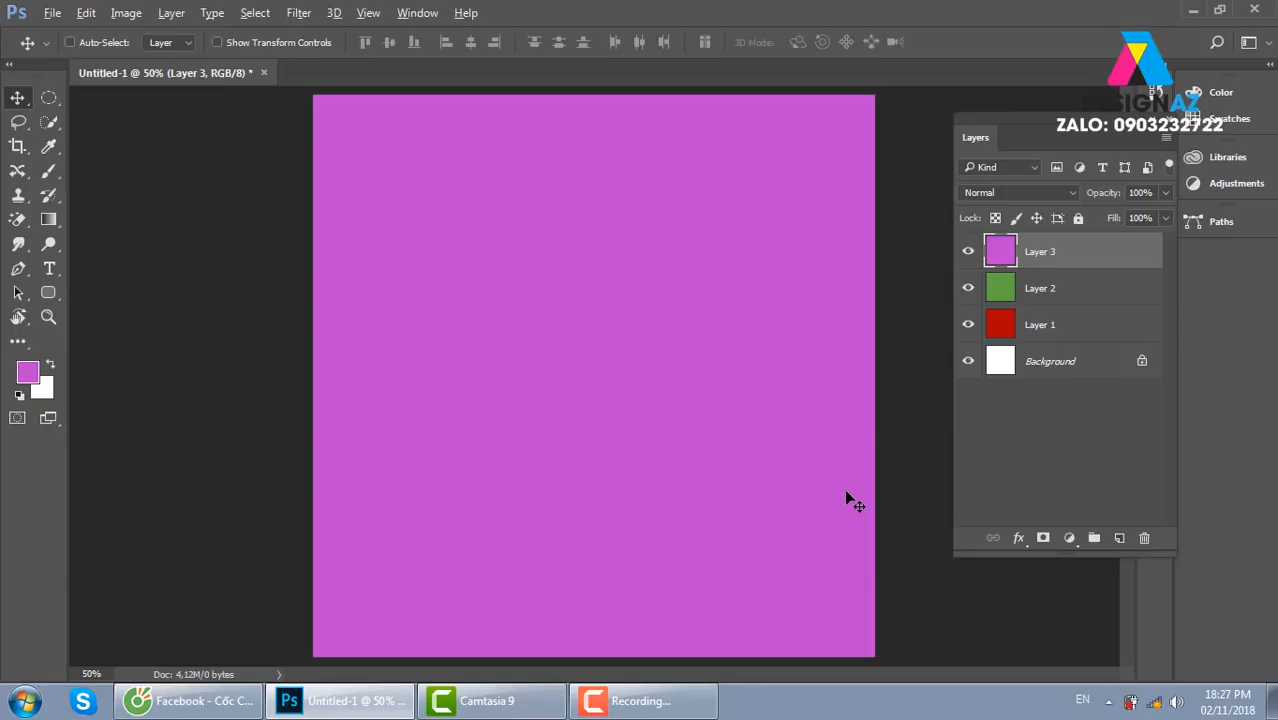 Ps File Edit Image Layer Type Select Filter 3D View Window Help
Auto-Select: Layer Show Transform Controls 3D Mode:
Untitled-1 @ 50% (Layer 3, RGB/8) *
DESIGNAZ
ZALO: 0903232722
Color
Swatches
Libraries
Adjustments
Paths
Layers
Kind
Normal Opacity: 100%
Lock: Fill: 100%
Layer 3
Layer 2
Layer 1
Background
fx
50% Doc: 4,12M/0 bytes
Facebook - Cốc C... Ps Untitled-1 @ 50% ... Camtasia 9 Recording... EN 18:27 PM
02/11/2018